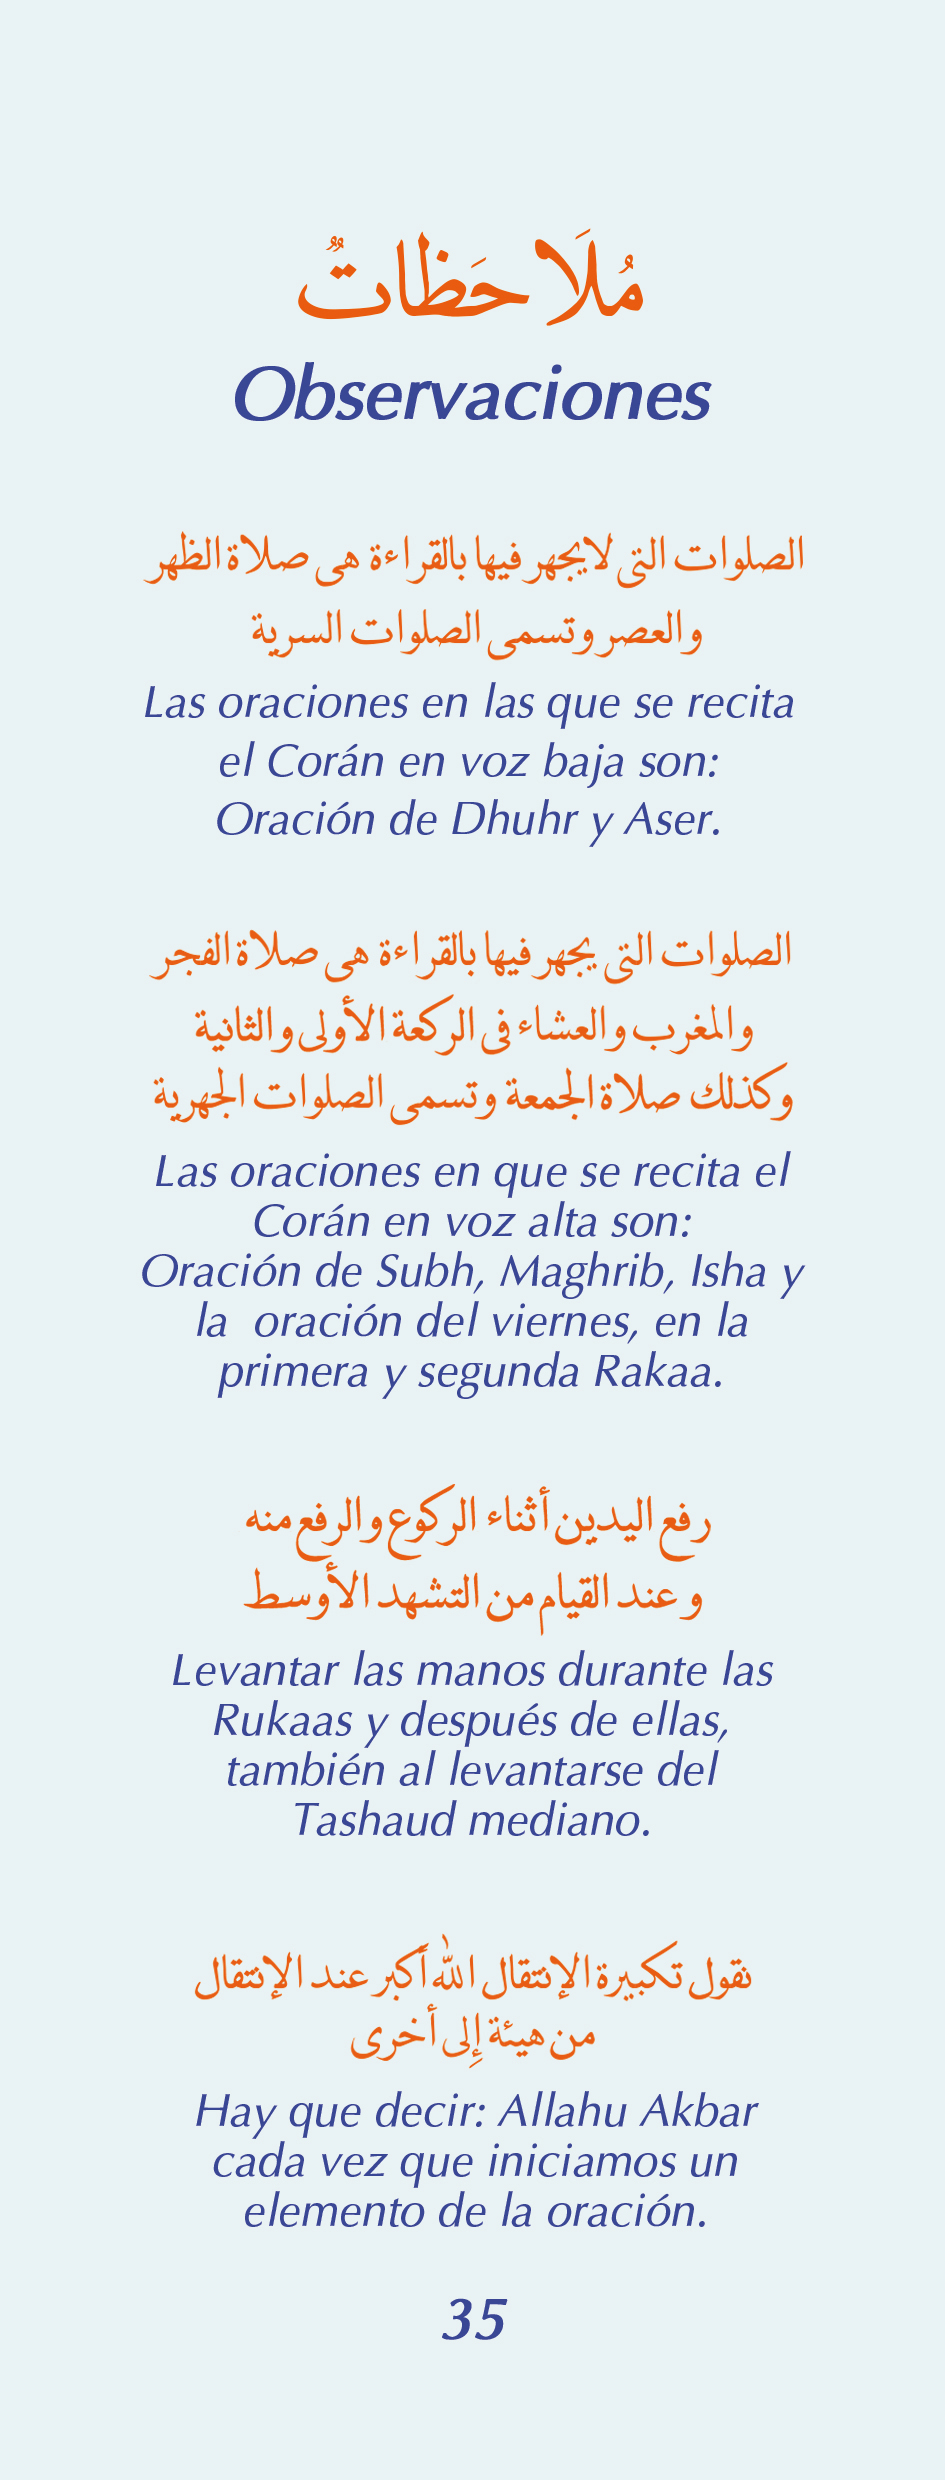 مُلَاحَظَاتٌ
Observaciones
الصلوات التى لايجهر فيها بالقراءة هى صلاة الظهر
والعصر وتسمى الصلوات السرية
Las oraciones en las que se recita
el Corán en voz baja son:
Oración de Dhuhr y Aser.
الصلوات التى يجهر فيها بالقراءة هى صلاة الفجر
والمغرب والعشاء فى الركعة الأولى والثانية
وكذلك صلاة الجمعة وتسمى الصلوات الجهرية
Las oraciones en que se recita el
Corán en voz alta son:
Oración de Subh, Maghrib, Isha y
la  oración del viernes, en la
primera y segunda Rakaa.
رفع اليدين أثناء الركوع والرفع منه
وعند القيام من التشهد الأوسط
Levantar las manos durante las
Rukaas y después de ellas,
también al levantarse del
Tashaud mediano.
نقول تكبيرة الإنتقال الله أكبر عند الإنتقال
من هيئة إِلى أخرى
Hay que decir: Allahu Akbar
cada vez que iniciamos un
elemento de la oración.
35